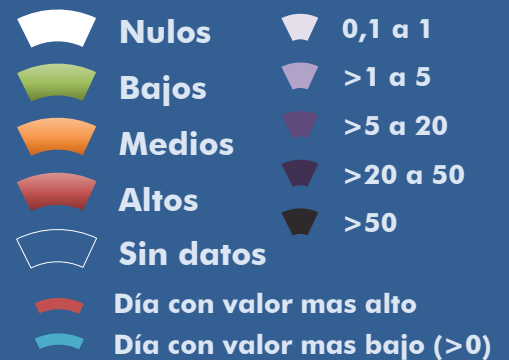 Nulos
Bajos
Medios
Altos
Sin datos
0,1 a 1
>1 a 5
>5 a 20
>20 a 50
>50
Día con valor mas alto
Día con valor mas bajo (>0)